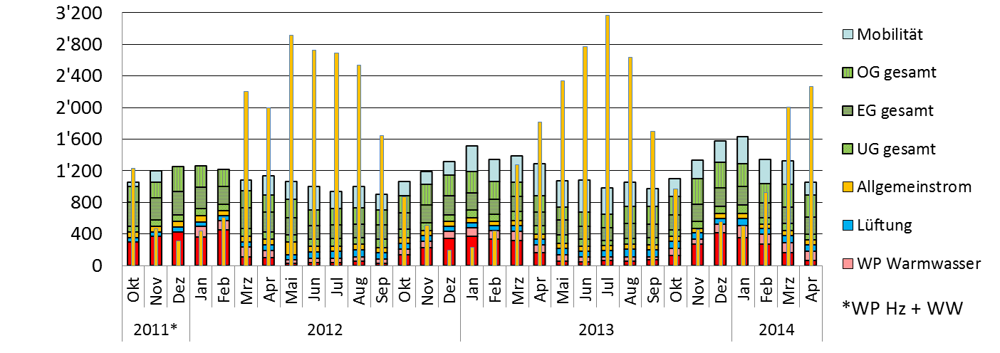 3'200
2'800
2'400
2'000
1'600
1'200
800
400
0
Okt Nov Dez Jan Feb Mrz Apr Mai Jun Jul Aug Sep Okt Nov Dez Jan Feb Mrz Apr Mai Jun Jul Aug Sep Okt Nov Dez Jan Feb Mrz Apr
2011* 2012 2013 2014
Mobilität
OG gesamt
EG gesamt
UG gesamt
Allgemeinstrom
Lüftung
WP Warmwasser
*WP Hz + WW